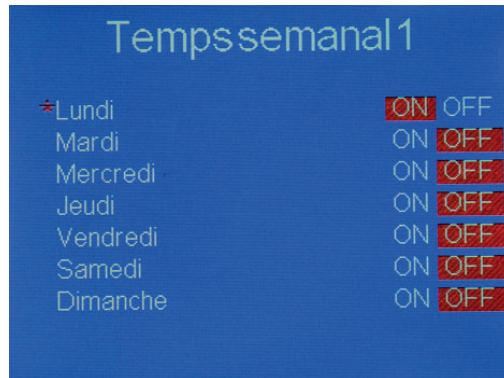 Tempssemanal1
*Lundi ON OFF
Mardi ON OFF
Mercredi ON OFF
Jeudi ON OFF
Vendredi ON OFF
Samedi ON OFF
Dimanche ON OFF